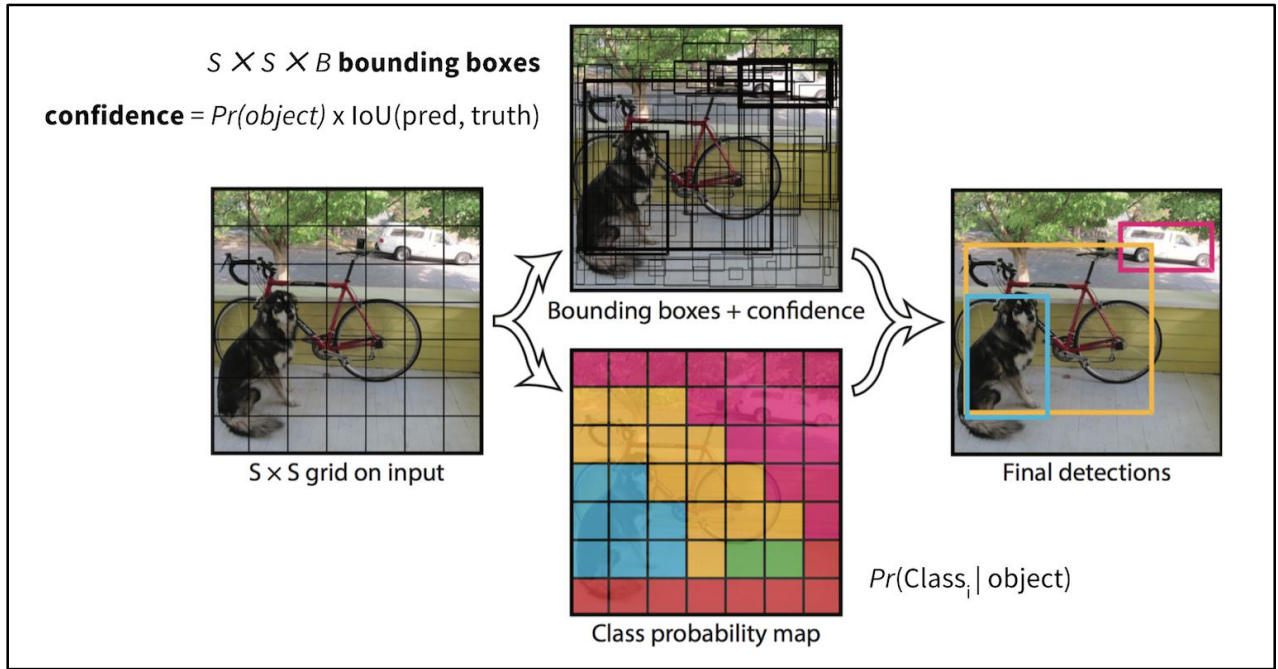 S × S × B bounding boxes
confidence = Pr(object) x IoU(pred, truth)
Bounding boxes + confidence
S × S grid on input
Final detections
Pr(Classᵢ | object)
Class probability map